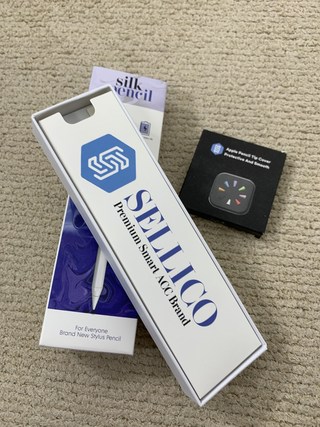 silk
pencil
SELLICO
Premium Smart ACC Brand
For Everyone
Brand New Stylus Pencil
Apple Pencil Tip Cover
Protective And Smooth